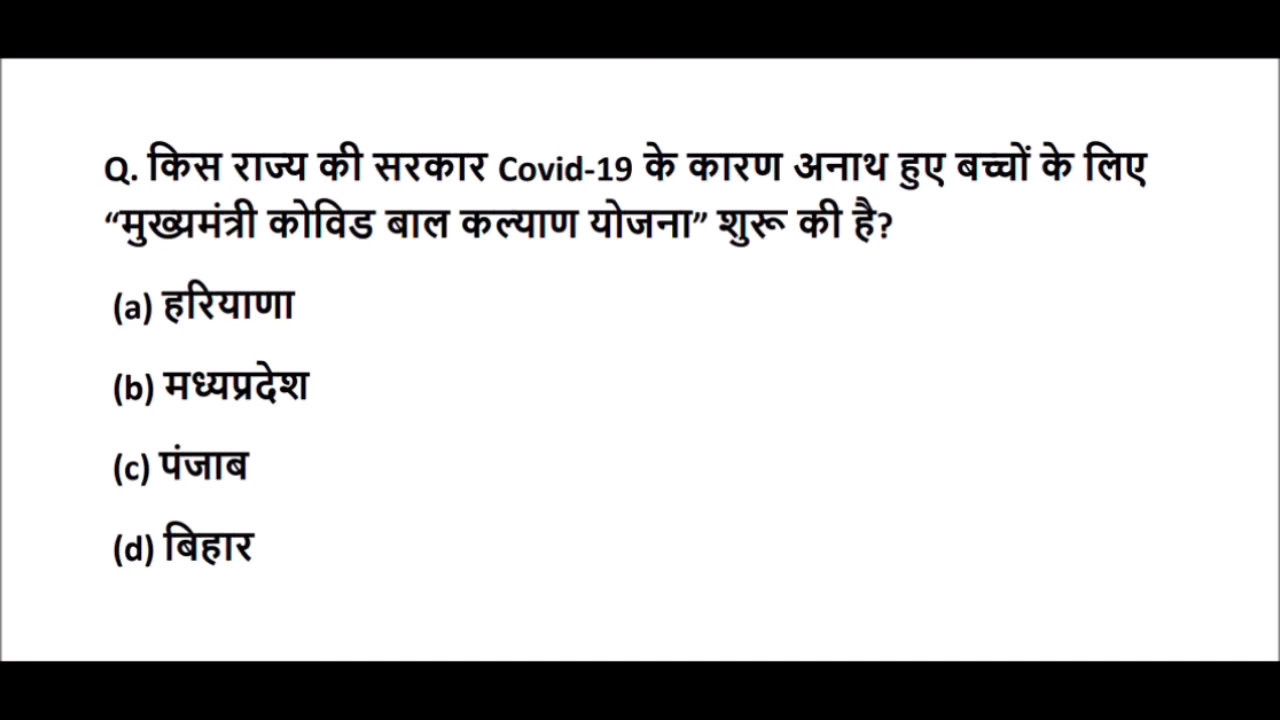 Q. किस राज्य की सरकार Covid-19 के कारण अनाथ हुए बच्चों के लिए
“मुख्यमंत्री कोविड बाल कल्याण योजना” शुरू की है?
(a) हरियाणा
(b) मध्यप्रदेश
(c) पंजाब
(d) बिहार